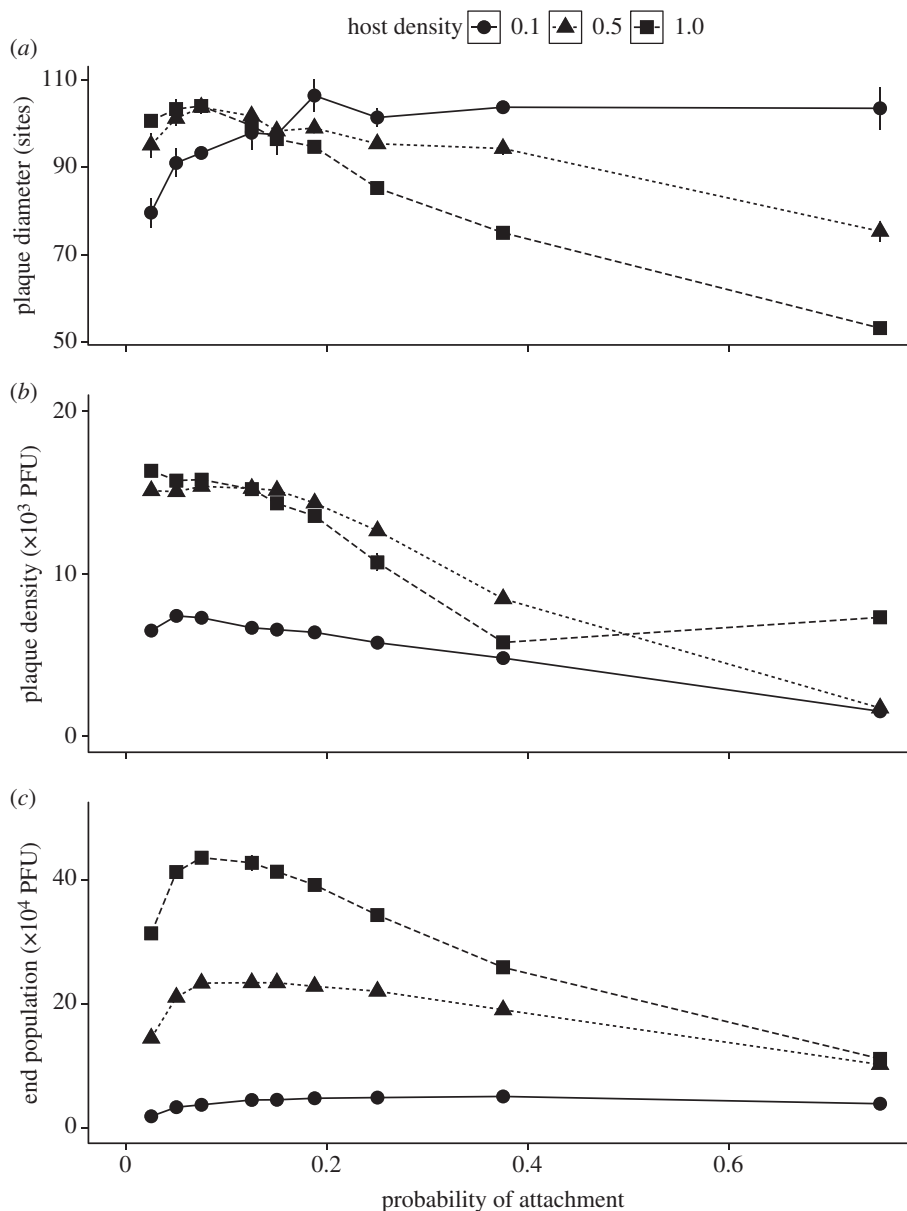 host density 0.1 0.5 1.0
(a)
110
90
70
50
plaque diameter (sites)
(b)
20
10
0
plaque density (×10³ PFU)
(c)
40
20
0
end population (×10⁴ PFU)
0 0.2 0.4 0.6
probability of attachment